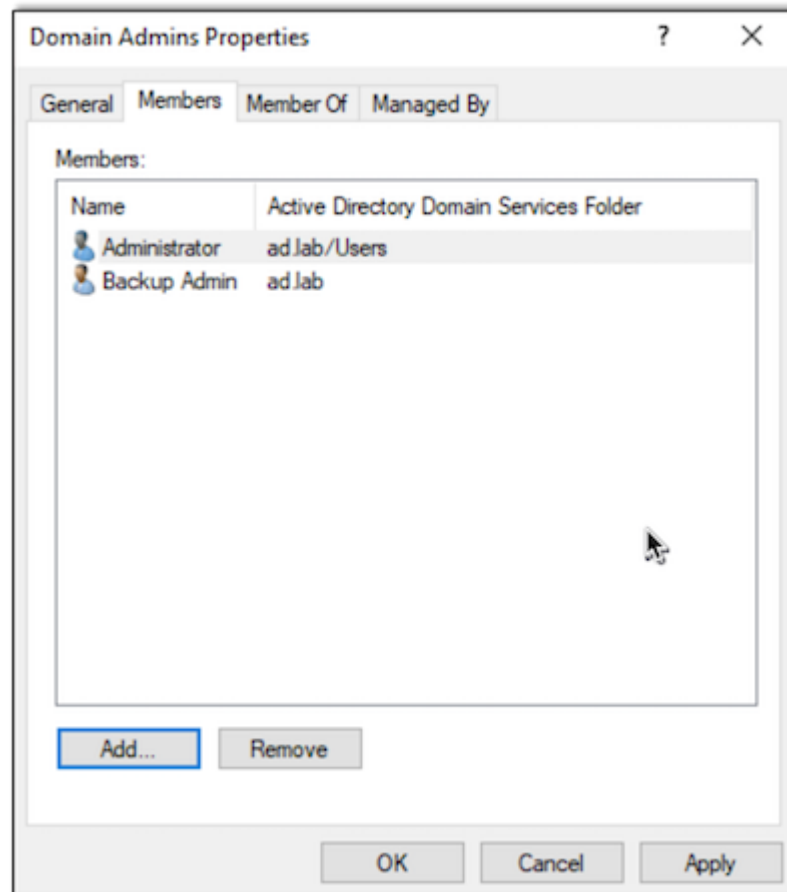 Domain Admins Properties ? ×
General Members Member Of Managed By
Members:
Name Active Directory Domain Services Folder
Administrator ad.lab/Users
Backup Admin ad.lab
Add... Remove
OK Cancel Apply